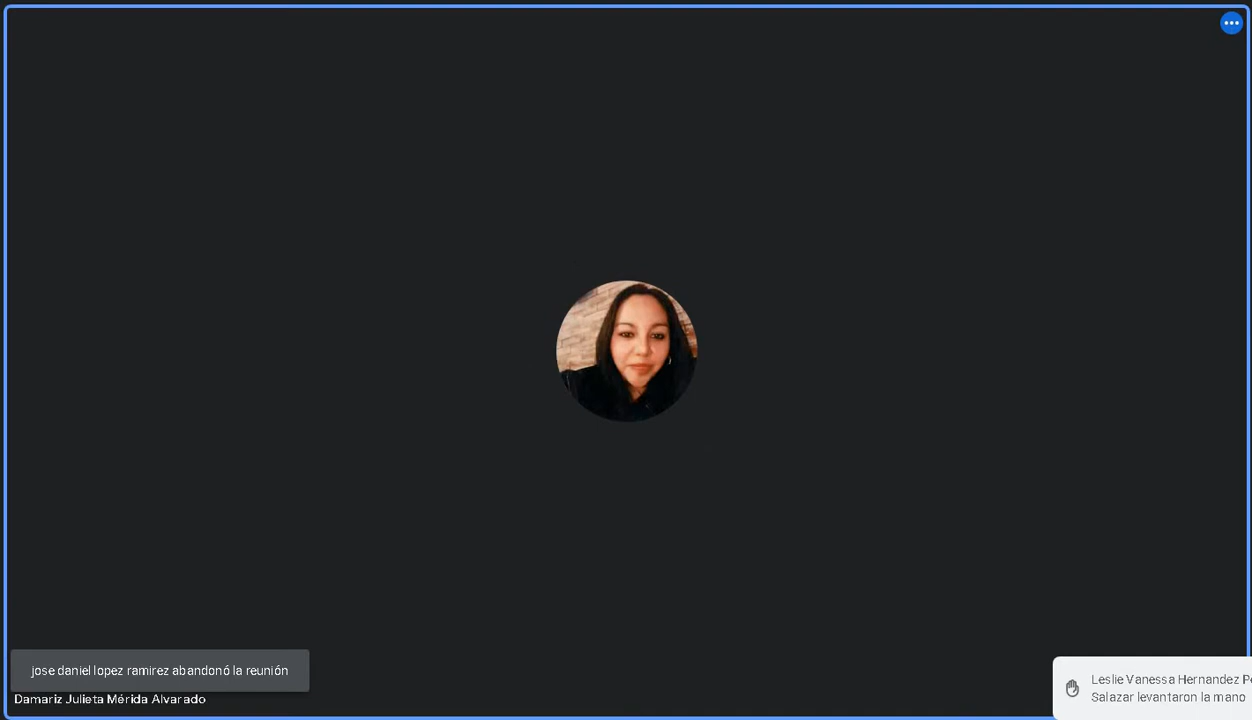 jose daniel lopez ramirez abandonó la reunión
Damariz Julieta Mérida Alvarado
Leslie Vanessa Hernandez
Salazar levantaron la mano